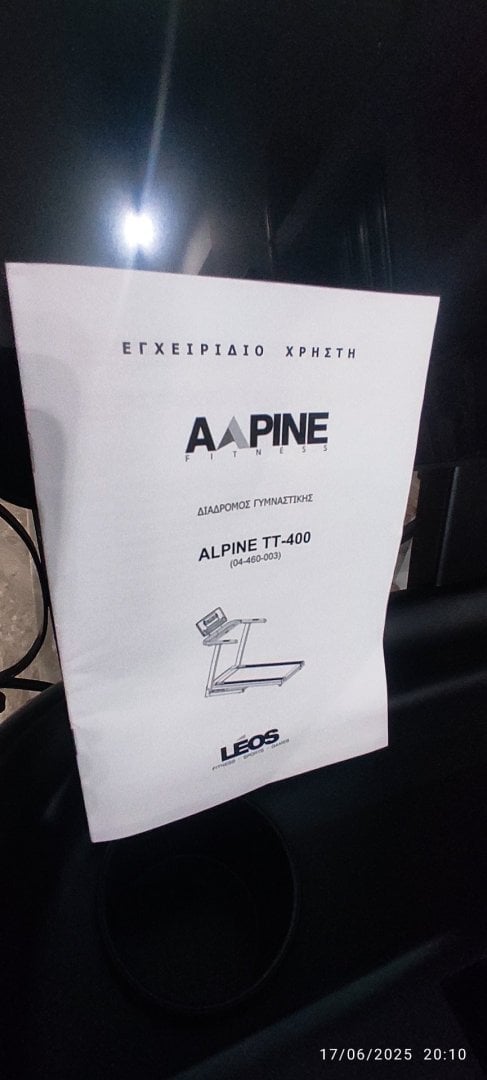 ΕΓΧΕΙΡΙΔΙΟ ΧΡΗΣΤΗ
AΛPINE
FITNESS
ΔΙΑΔΡΟΜΟΣ ΓΥΜΝΑΣΤΙΚΗΣ
ALPINE TT-400
(04-460-003)
LEOS
FITNESS SPORTS GAMES
17/06/2025 20:10